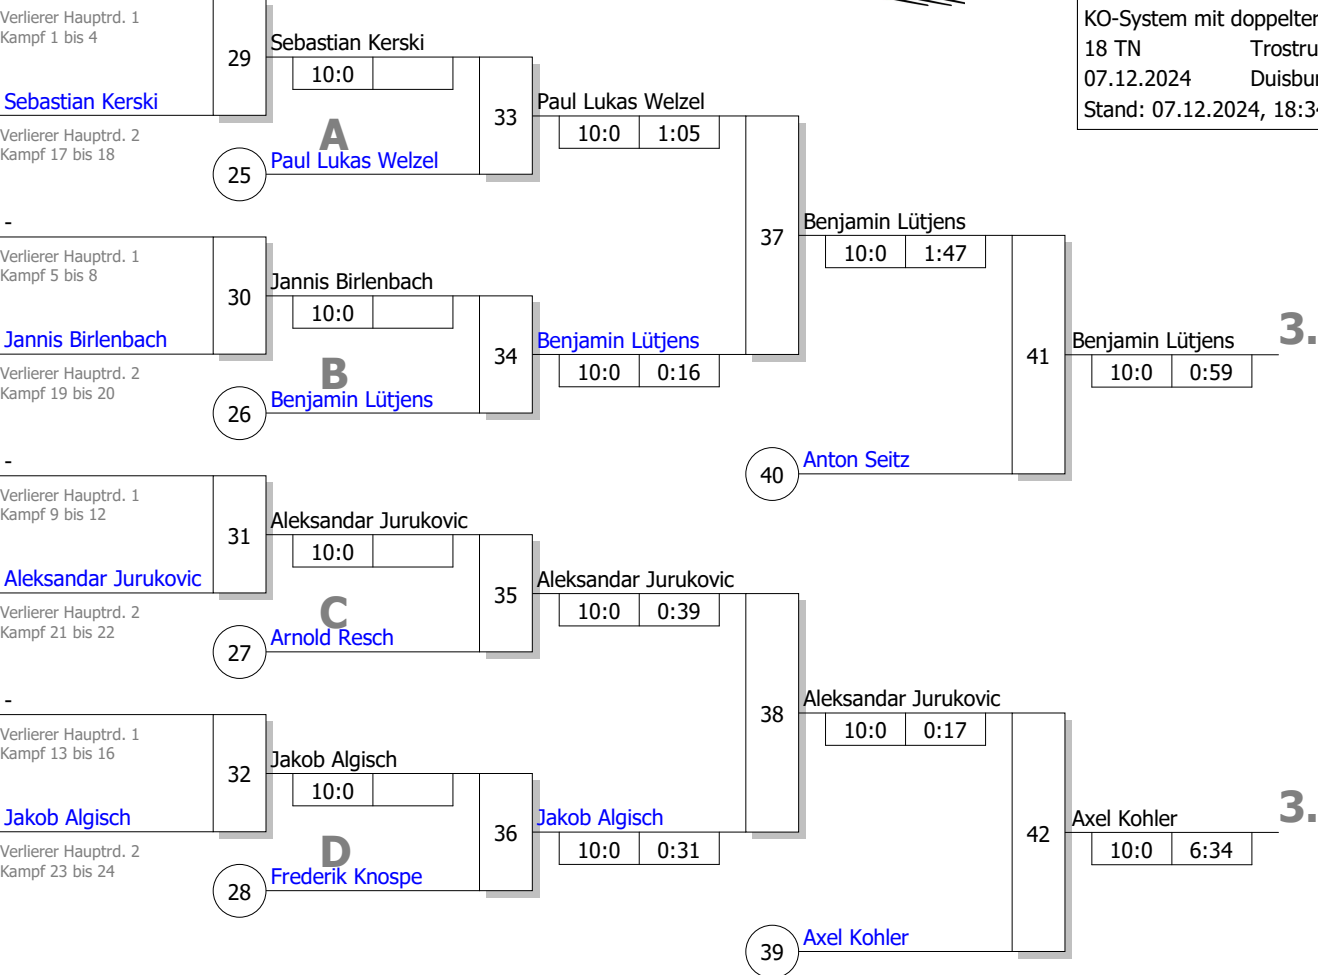 Verlierer Hauptrd. 1
Kampf 1 bis 4
29
Sebastian Kerski
10:0
Sebastian Kerski
Verlierer Hauptrd. 2
Kampf 17 bis 18
A
25
Paul Lukas Welzel
33
Paul Lukas Welzel
10:0 1:05
KO-System mit doppelter
18 TN Trostru
07.12.2024 Duisbur
Stand: 07.12.2024, 18:34
-
Verlierer Hauptrd. 1
Kampf 5 bis 8
30
Jannis Birlenbach
10:0
Jannis Birlenbach
Verlierer Hauptrd. 2
Kampf 19 bis 20
B
26
Benjamin Lütjens
34
Benjamin Lütjens
10:0 0:16
37
Benjamin Lütjens
10:0 1:47
40
Anton Seitz
41
Benjamin Lütjens
10:0 0:59
3.
-
Verlierer Hauptrd. 1
Kampf 9 bis 12
31
Aleksandar Jurukovic
10:0
Aleksandar Jurukovic
Verlierer Hauptrd. 2
Kampf 21 bis 22
C
27
Arnold Resch
35
Aleksandar Jurukovic
10:0 0:39
-
Verlierer Hauptrd. 1
Kampf 13 bis 16
32
Jakob Algisch
10:0
Jakob Algisch
Verlierer Hauptrd. 2
Kampf 23 bis 24
D
28
Frederik Knospe
36
Jakob Algisch
10:0 0:31
38
Aleksandar Jurukovic
10:0 0:17
39
Axel Kohler
42
Axel Kohler
10:0 6:34
3.